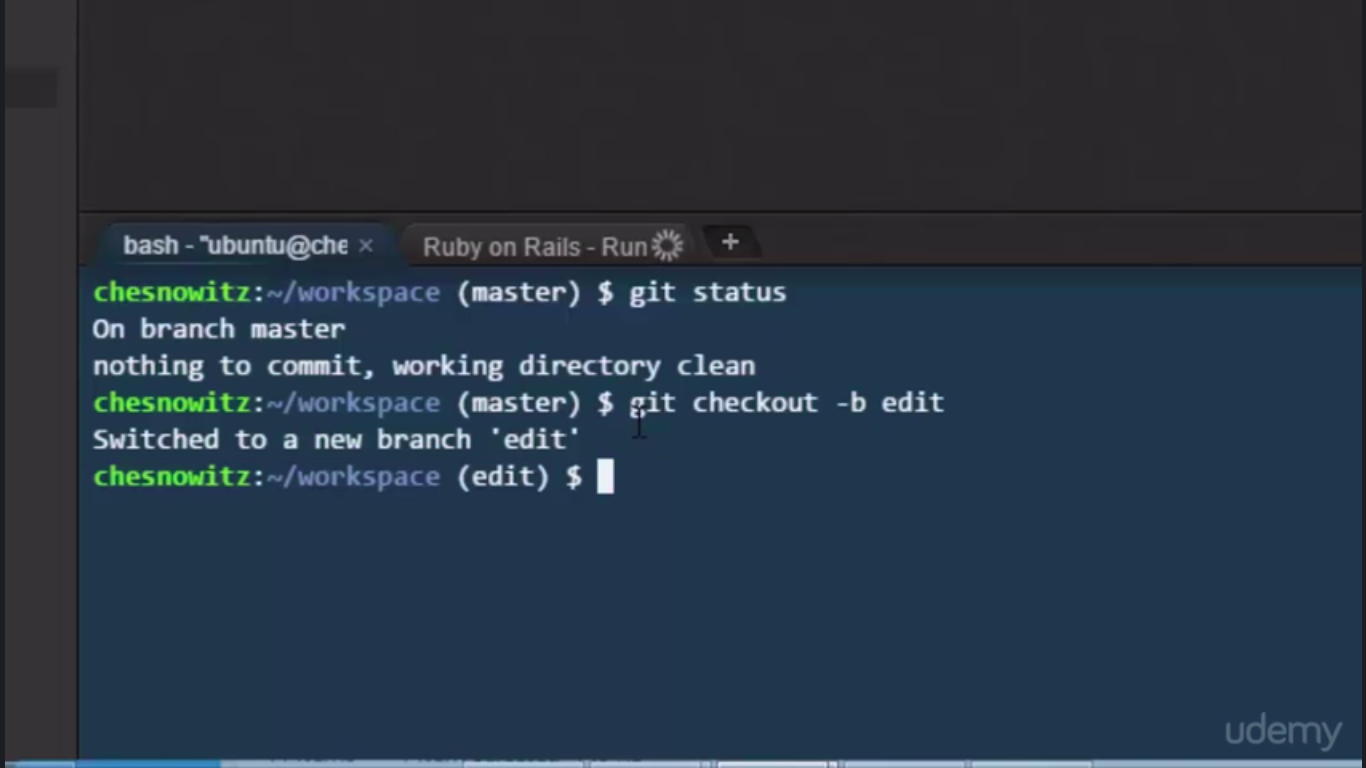 bash - "ubuntu@che ×
Ruby on Rails - Run
+
chesnowitz:~/workspace (master) $ git status
On branch master
nothing to commit, working directory clean
chesnowitz:~/workspace (master) $ git checkout -b edit
Switched to a new branch 'edit'
chesnowitz:~/workspace (edit) $
udemy